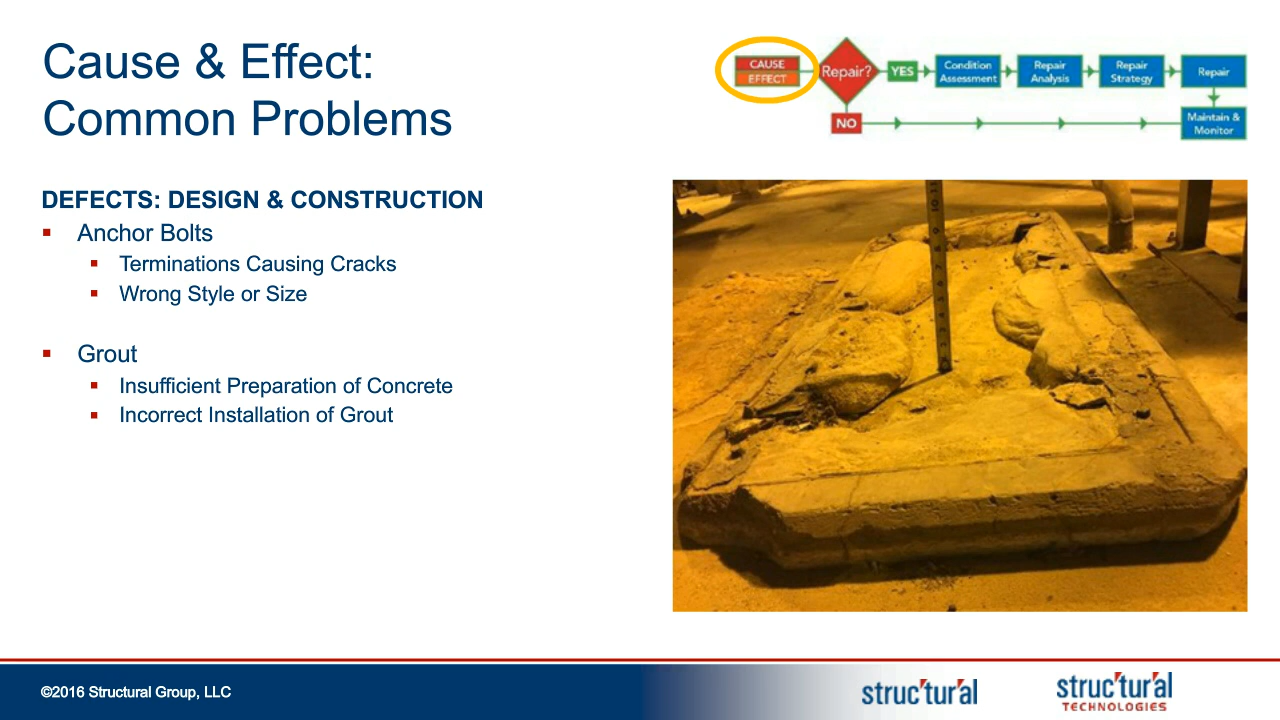 Cause & Effect:
Common Problems
CAUSE
EFFECT
Repair?
YES
Condition
Assessment
Repair
Analysis
Repair
Strategy
Repair
NO
Maintain &
Monitor
DEFECTS: DESIGN & CONSTRUCTION
Anchor Bolts
Terminations Causing Cracks
Wrong Style or Size
Grout
Insufficient Preparation of Concrete
Incorrect Installation of Grout
©2016 Structural Group, LLC
struc'tur'al
struc'tur'al
TECHNOLOGIES